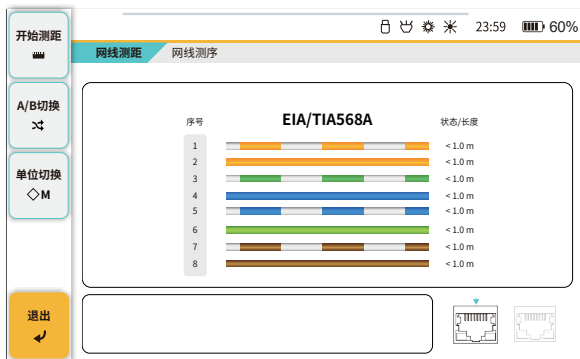 23:59 60%
开始测距
网线测距 网线测序
A/B切换
单位切换
M
退出
序号 EIA/TIA568A 状态/长度
1 <1.0 m
2 <1.0 m
3 <1.0 m
4 <1.0 m
5 <1.0 m
6 <1.0 m
7 <1.0 m
8 <1.0 m